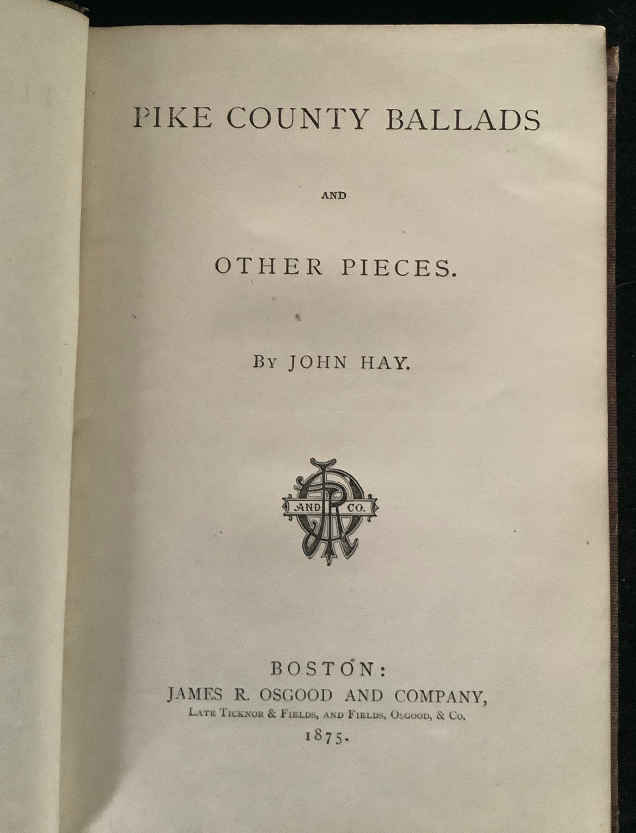 PIKE COUNTY BALLADS
AND
OTHER PIECES.
By JOHN HAY.
AND CO.
BOSTON:
JAMES R. OSGOOD AND COMPANY,
Late Ticknor & Fields, and Fields, Osgood, & Co.
1875.